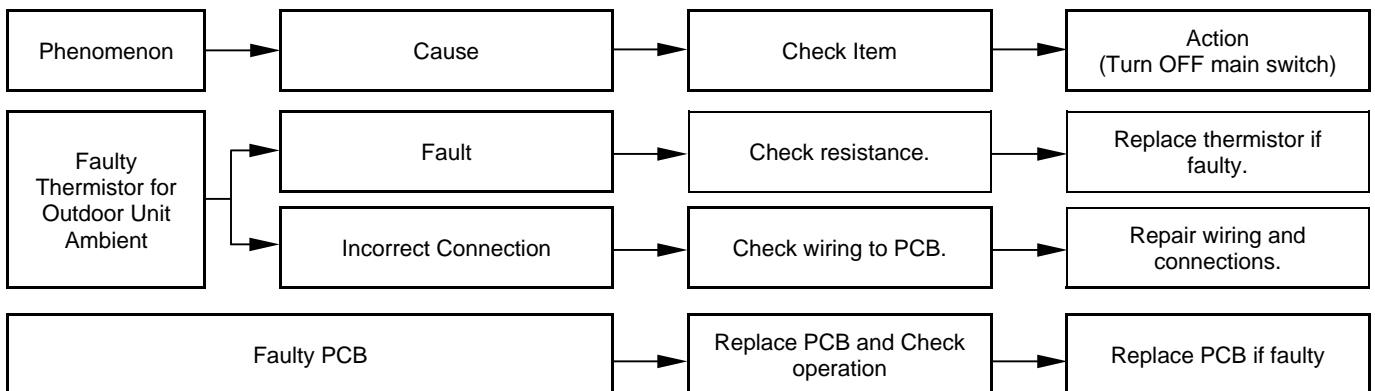 Phenomenon
Cause
Check Item
Action
(Turn OFF main switch)
Faulty
Thermistor for
Outdoor Unit
Ambient
Fault
Check resistance.
Replace thermistor if
faulty.
Incorrect Connection
Check wiring to PCB.
Repair wiring and
connections.
Faulty PCB
Replace PCB and Check
operation
Replace PCB if faulty